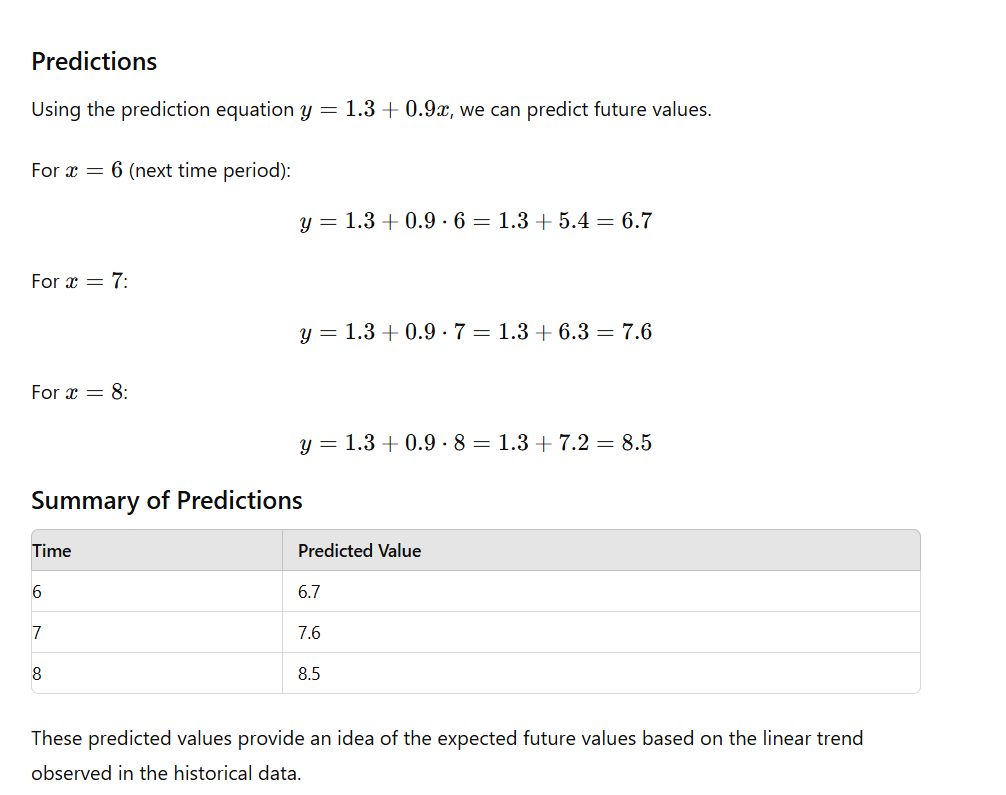 Predictions
Using the prediction equation y = 1.3 + 0.9x, we can predict future values.
For x = 6 (next time period):
y = 1.3 + 0.9 · 6 = 1.3 + 5.4 = 6.7
For x = 7:
y = 1.3 + 0.9 · 7 = 1.3 + 6.3 = 7.6
For x = 8:
y = 1.3 + 0.9 · 8 = 1.3 + 7.2 = 8.5
Summary of Predictions
Time Predicted Value
6 6.7
7 7.6
8 8.5
These predicted values provide an idea of the expected future values based on the linear trend
observed in the historical data.